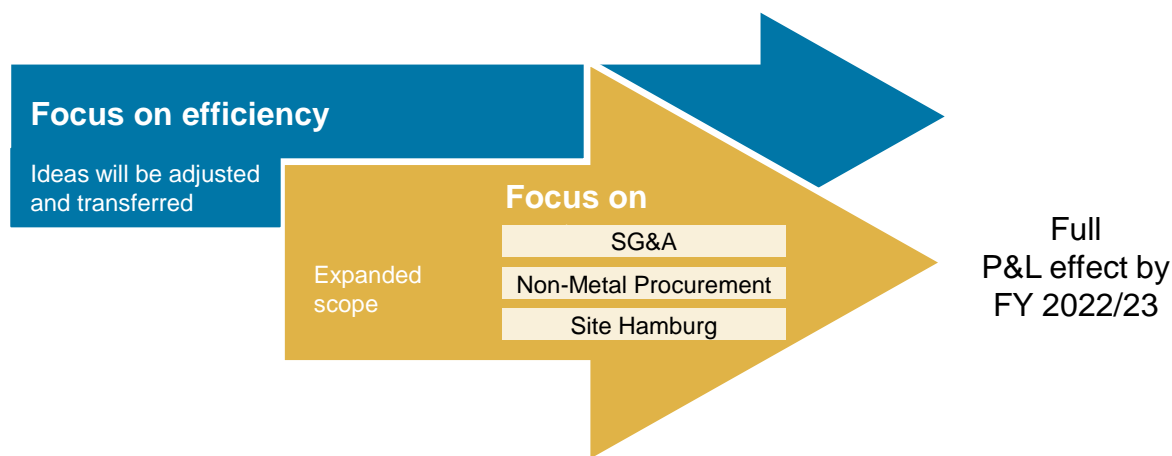 Focus on efficiency
Ideas will be adjusted
and transferred
Focus on
SG&A
Non-Metal Procurement
Site Hamburg
Expanded
scope
Full
P&L effect by
FY 2022/23